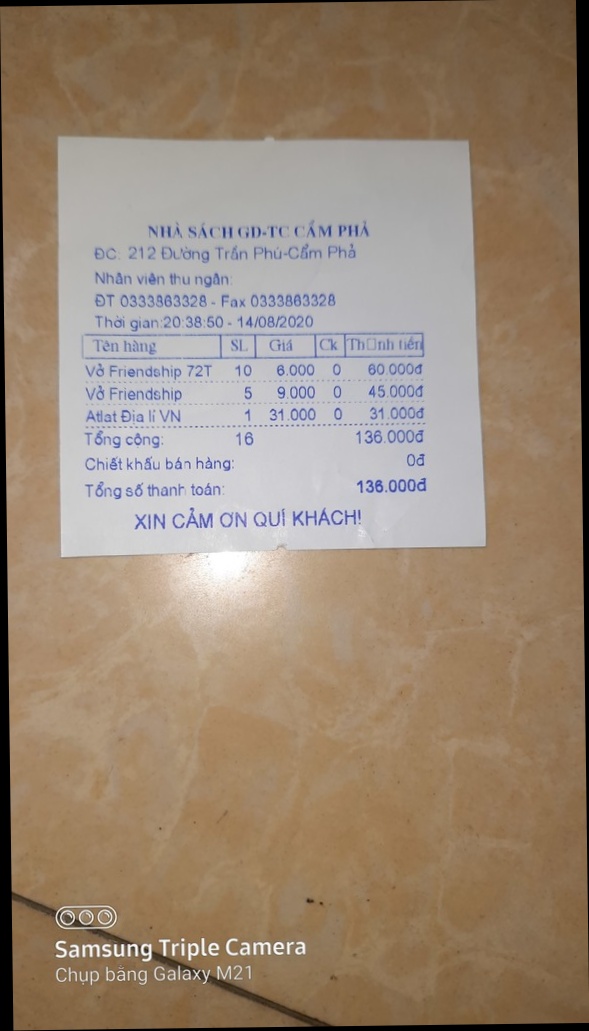 NHÀ SÁCH GD-TC CẨM PHẢ
ĐC: 212 Đường Trần Phú-Cẩm Phả
Nhân viên thu ngân:
ĐT 0333863328 - Fax 0333863328
Thời gian:20:38:50 - 14/08/2020
Tên hàng SL Giá Ck Th□nh tiền
Vở Friendship 72T 10 6.000 0 60.000đ
Vở Friendship 5 9.000 0 45.000đ
Atlat Địa lí VN 1 31.000 0 31.000đ
Tổng cộng: 16 136.000đ
Chiết khấu bán hàng: 0đ
Tổng số thanh toán: 136.000đ
XIN CẢM ƠN QUÍ KHÁCH!
Samsung Triple Camera
Chụp bằng Galaxy M21